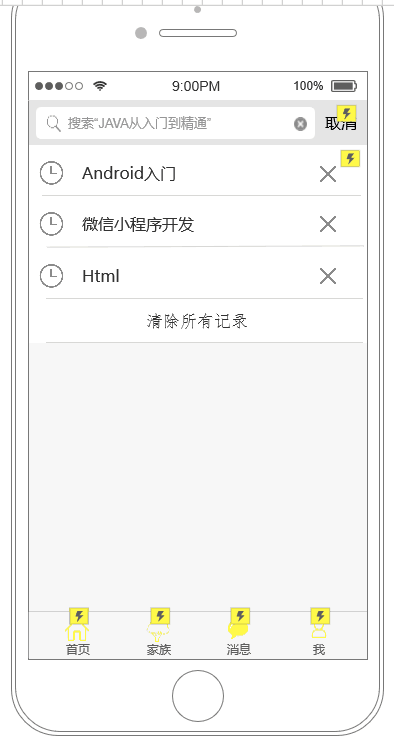 9:00PM 100%
搜索“JAVA从入门到精通” 取消
Android入门
微信小程序开发
Html
清除所有记录
首页 家族 消息 我